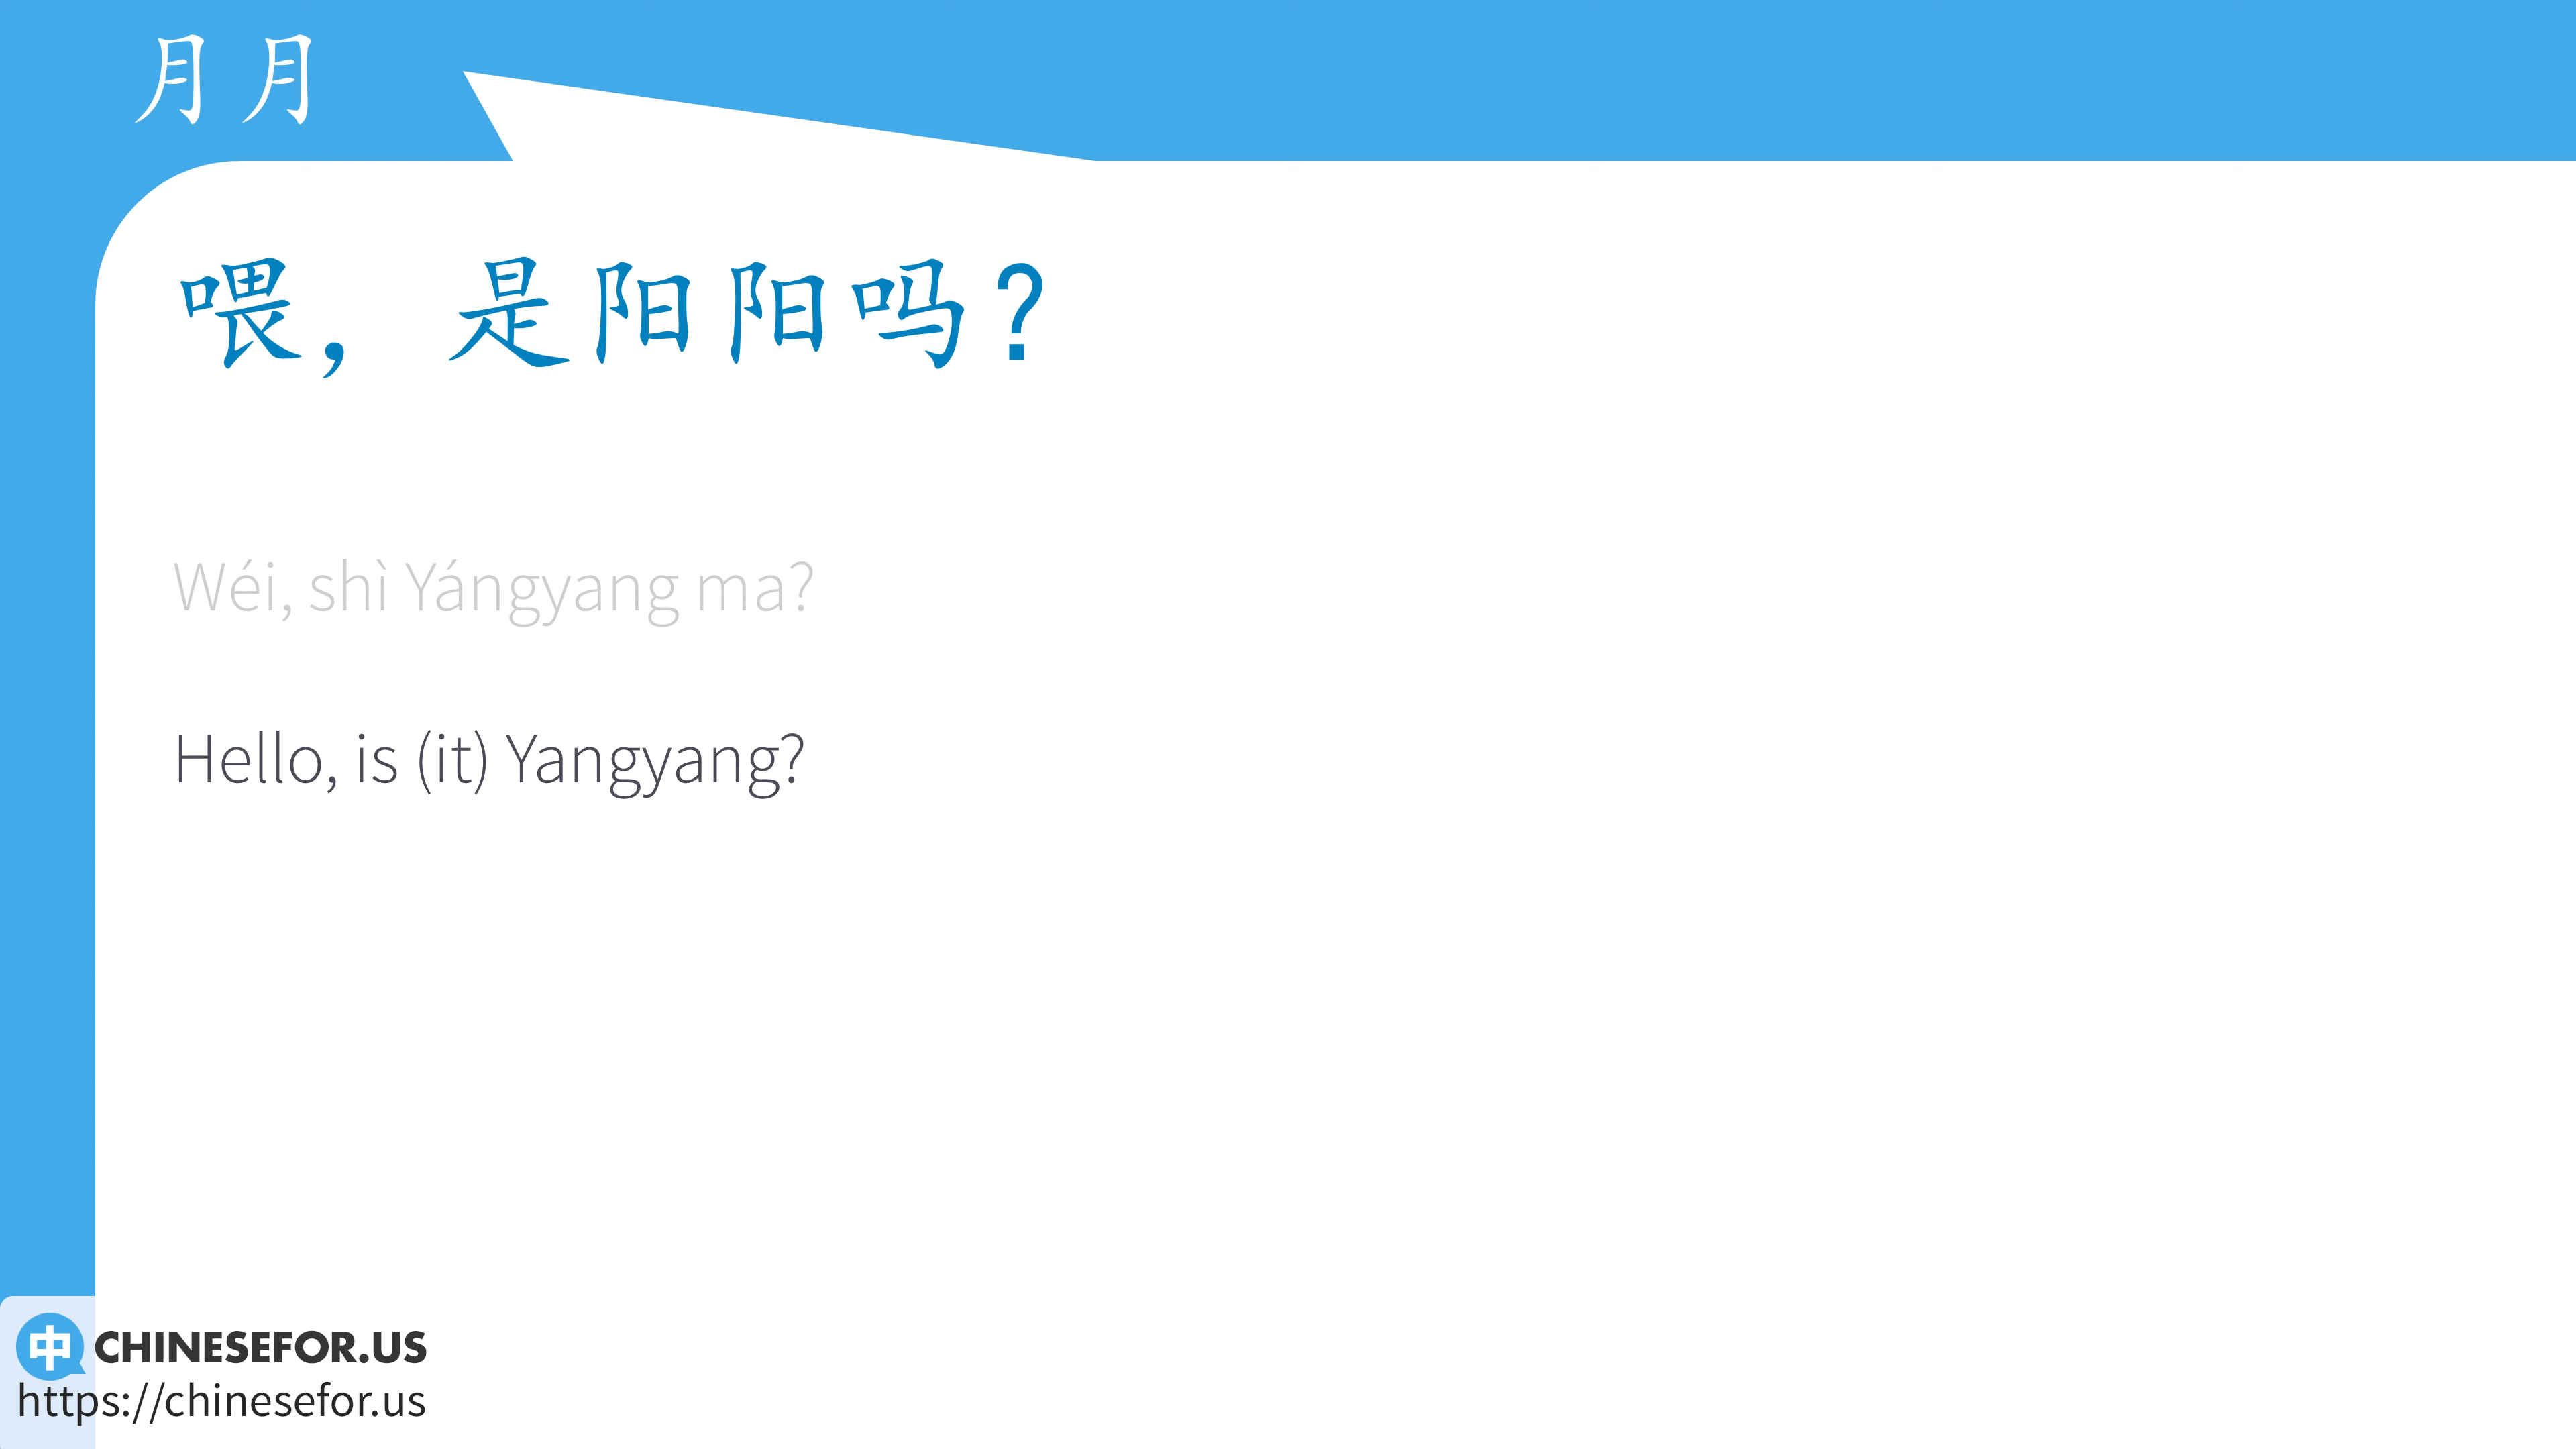 月月
喂，是阳阳吗？
Wéi, shì Yángyang ma?
Hello, is (it) Yangyang?
中 CHINESEFOR.US
https://chinesefor.us